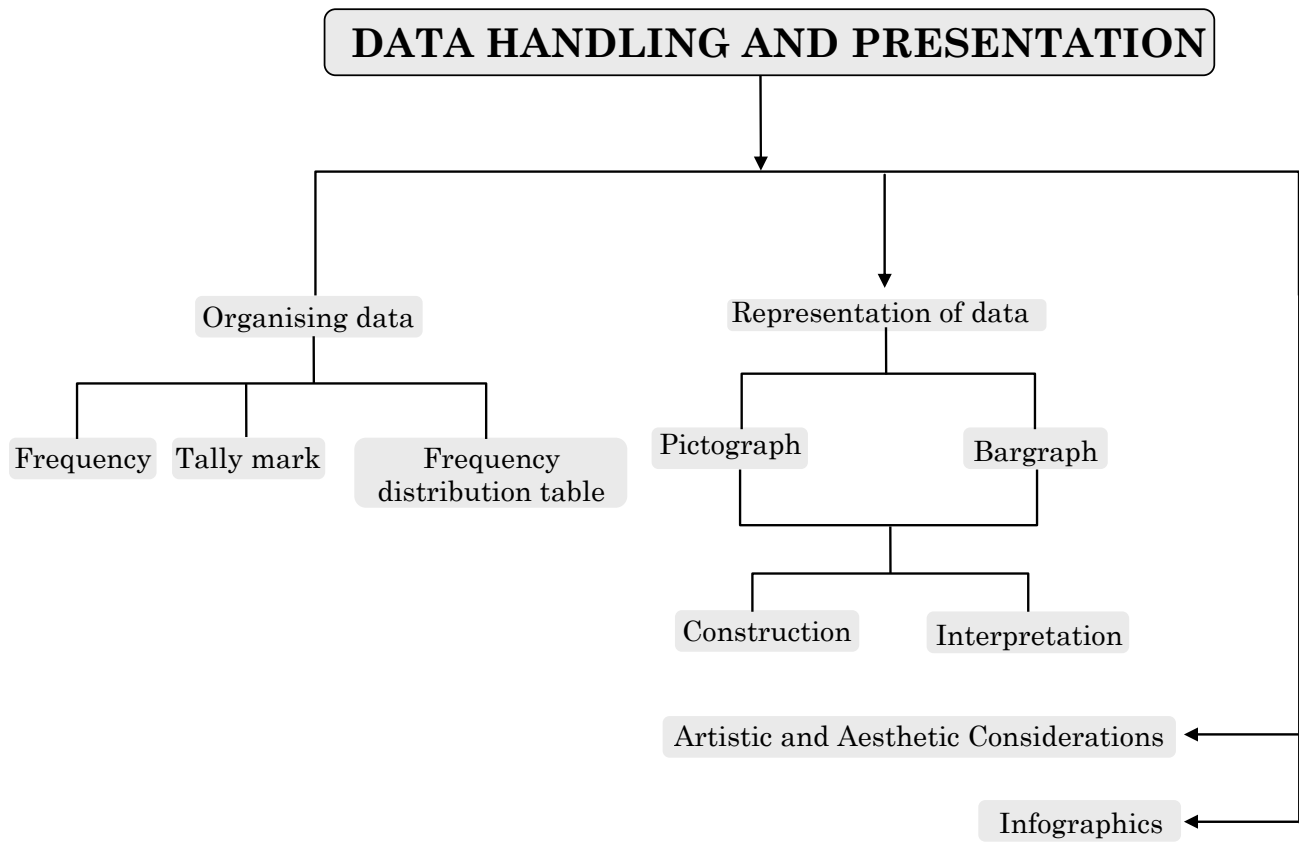 DATA HANDLING AND PRESENTATION
Organising data
Representation of data
Frequency
Tally mark
Frequency
distribution table
Pictograph
Bargraph
Construction
Interpretation
Artistic and Aesthetic Considerations
Infographics